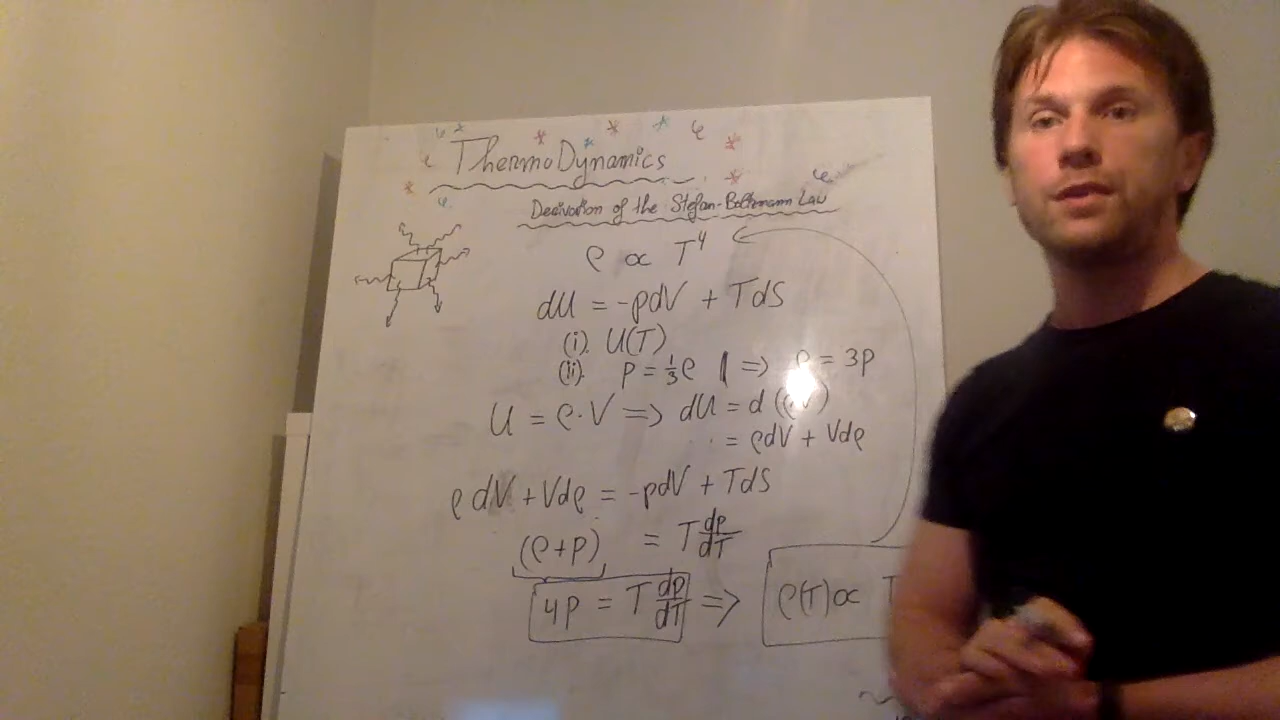 ThermoDynamics
Derivation of the Stefan-Boltzmann Law
ρ ∝ T⁴
dU = -pdV + TdS
(i). U(T)
(ii). P = ⅓ρ | => ρ = 3p
U = ρ·V => dU = d(ρV)
= ρdV + Vdρ
ρdV + Vdρ = -pdV + TdS
(ρ+p) = T dp/dT
4P = T dp/dT => ρ(T) ∝ T